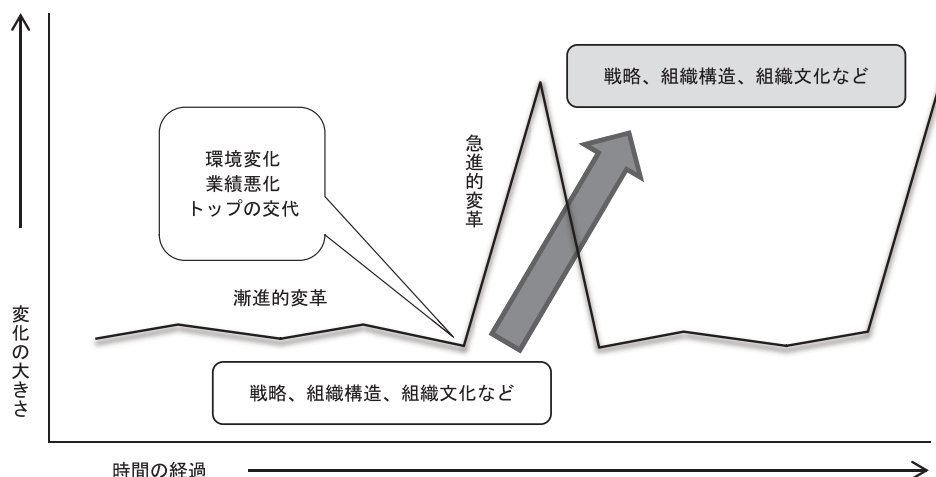 戦略、組織構造、組織文化など
環境変化
業績悪化
トップの交代
急進的変革
漸進的変革
変化の大きさ
戦略、組織構造、組織文化など
時間の経過